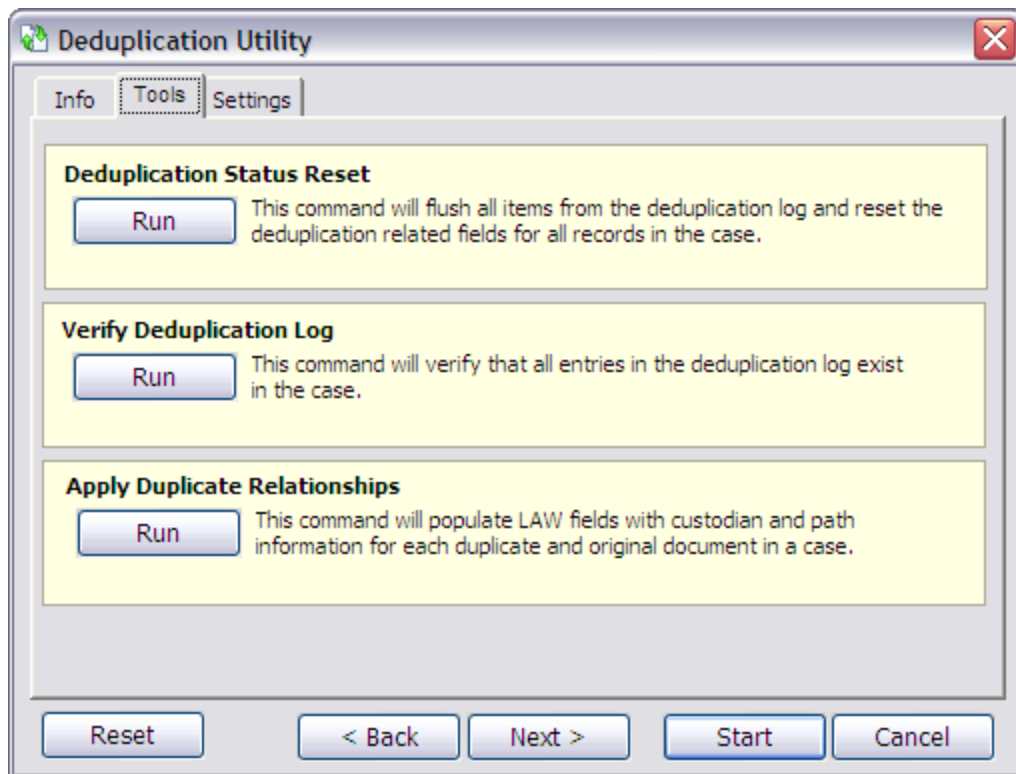 Deduplication Utility
Info Tools Settings
Deduplication Status Reset
Run
This command will flush all items from the deduplication log and reset the
deduplication related fields for all records in the case.
Verify Deduplication Log
Run
This command will verify that all entries in the deduplication log exist
in the case.
Apply Duplicate Relationships
Run
This command will populate LAW fields with custodian and path
information for each duplicate and original document in a case.
Reset < Back Next > Start Cancel